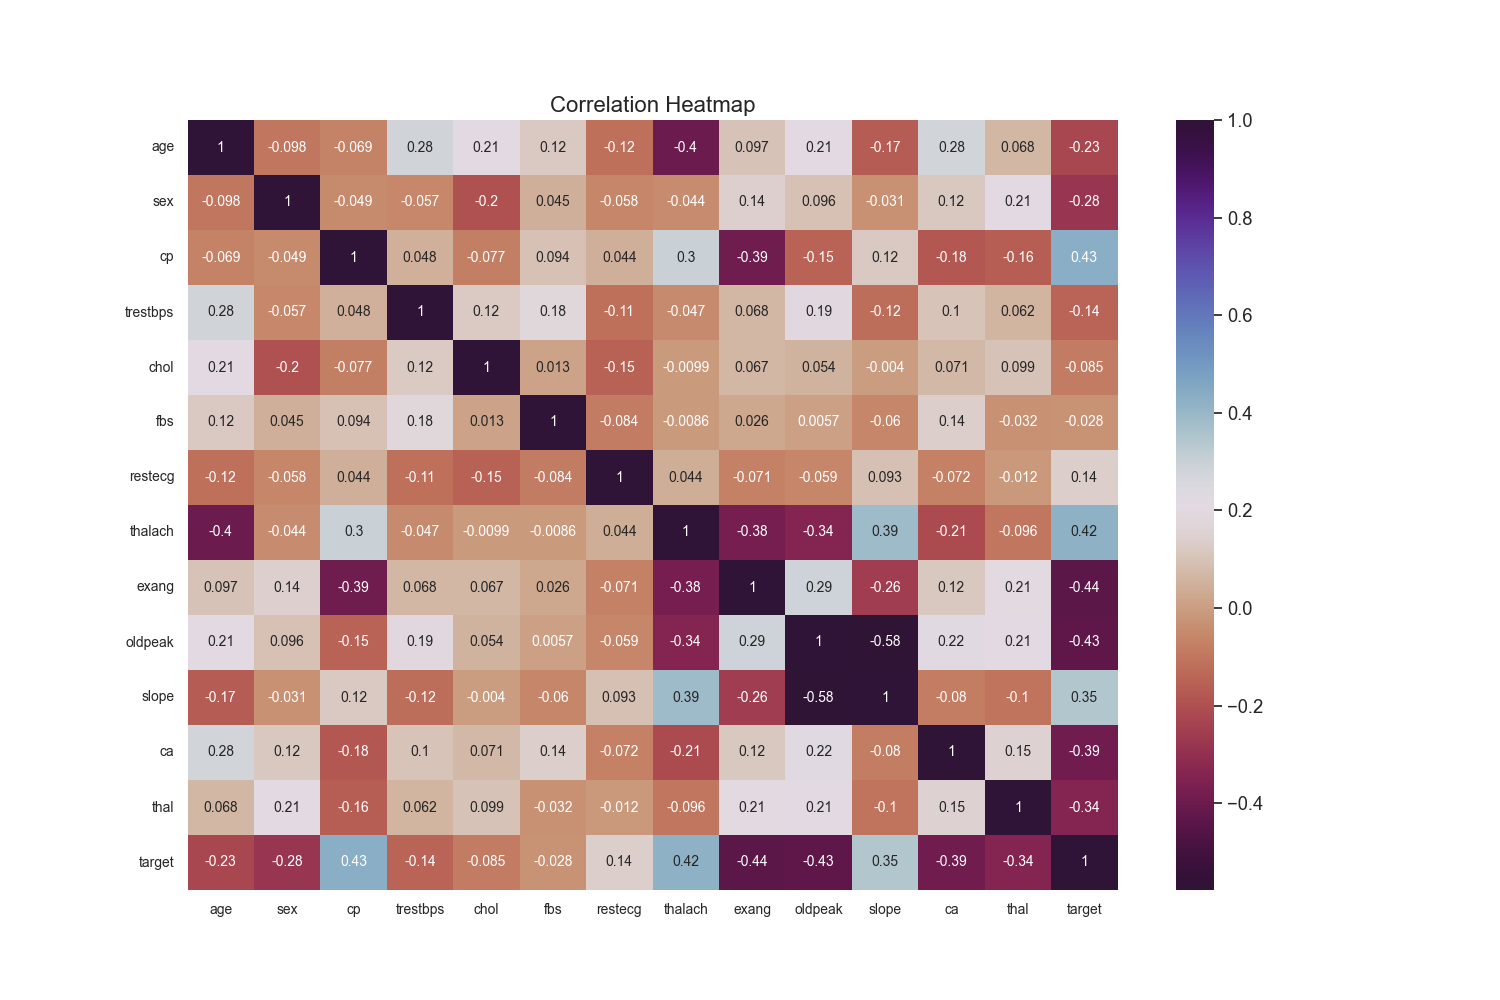 Correlation Heatmap
age 1 -0.098 -0.069 0.28 0.21 0.12 -0.12 -0.4 0.097 0.21 -0.17 0.28 0.068 -0.23
sex -0.098 1 -0.049 -0.057 -0.2 0.045 -0.058 -0.044 0.14 0.096 -0.031 0.12 0.21 -0.28
cp -0.069 -0.049 1 0.048 -0.077 0.094 0.044 0.3 -0.39 -0.15 0.12 -0.18 -0.16 0.43
trestbps 0.28 -0.057 0.048 1 0.12 0.18 -0.11 -0.047 0.068 0.19 -0.12 0.1 0.062 -0.14
chol 0.21 -0.2 -0.077 0.12 1 0.013 -0.15 -0.0099 0.067 0.054 -0.004 0.071 0.099 -0.085
fbs 0.12 0.045 0.094 0.18 0.013 1 -0.084 -0.0086 0.026 0.0057 -0.06 0.14 -0.032 -0.028
restecg -0.12 -0.058 0.044 -0.11 -0.15 -0.084 1 0.044 -0.071 -0.059 0.093 -0.072 -0.012 0.14
thalach -0.4 -0.044 0.3 -0.047 -0.0099 -0.0086 0.044 1 -0.38 -0.34 0.39 -0.21 -0.096 0.42
exang 0.097 0.14 -0.39 0.068 0.067 0.026 -0.071 -0.38 1 0.29 -0.26 0.12 0.21 -0.44
oldpeak 0.21 0.096 -0.15 0.19 0.054 0.0057 -0.059 -0.34 0.29 1 -0.58 0.22 0.21 -0.43
slope -0.17 -0.031 0.12 -0.12 -0.004 -0.06 0.093 0.39 -0.26 -0.58 1 -0.08 -0.1 0.35
ca 0.28 0.12 -0.18 0.1 0.071 0.14 -0.072 -0.21 0.12 0.22 -0.08 1 0.15 -0.39
thal 0.068 0.21 -0.16 0.062 0.099 -0.032 -0.012 -0.096 0.21 0.21 -0.1 0.15 1 -0.34
target -0.23 -0.28 0.43 -0.14 -0.085 -0.028 0.14 0.42 -0.44 -0.43 0.35 -0.39 -0.34 1
age sex cp trestbps chol fbs restecg thalach exang oldpeak slope ca thal target
1.0
0.8
0.6
0.4
0.2
0.0
−0.2
−0.4